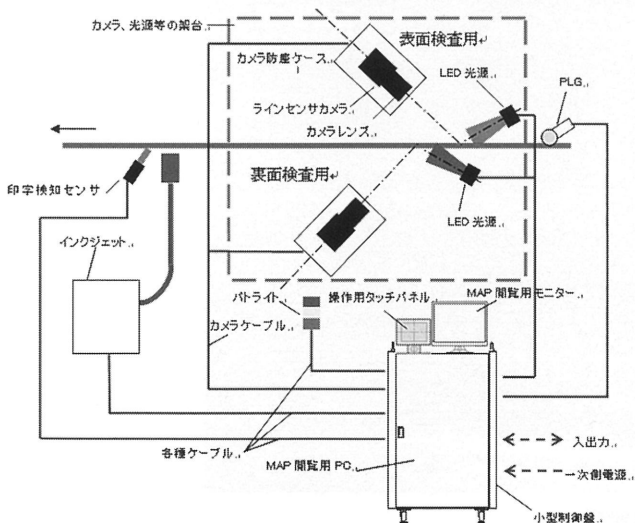 カメラ、光源等の架台
表面検査用
カメラ防塵ケース
LED 光源
PLG
ラインセンサカメラ
カメラレンズ
印字検知センサ
裏面検査用
LED 光源
インクジェット
パトライト
操作用タッチパネル
MAP 閲覧用モニター
カメラケーブル
各種ケーブル
MAP 閲覧用 PC
入出力
一次側電源
小型制御盤